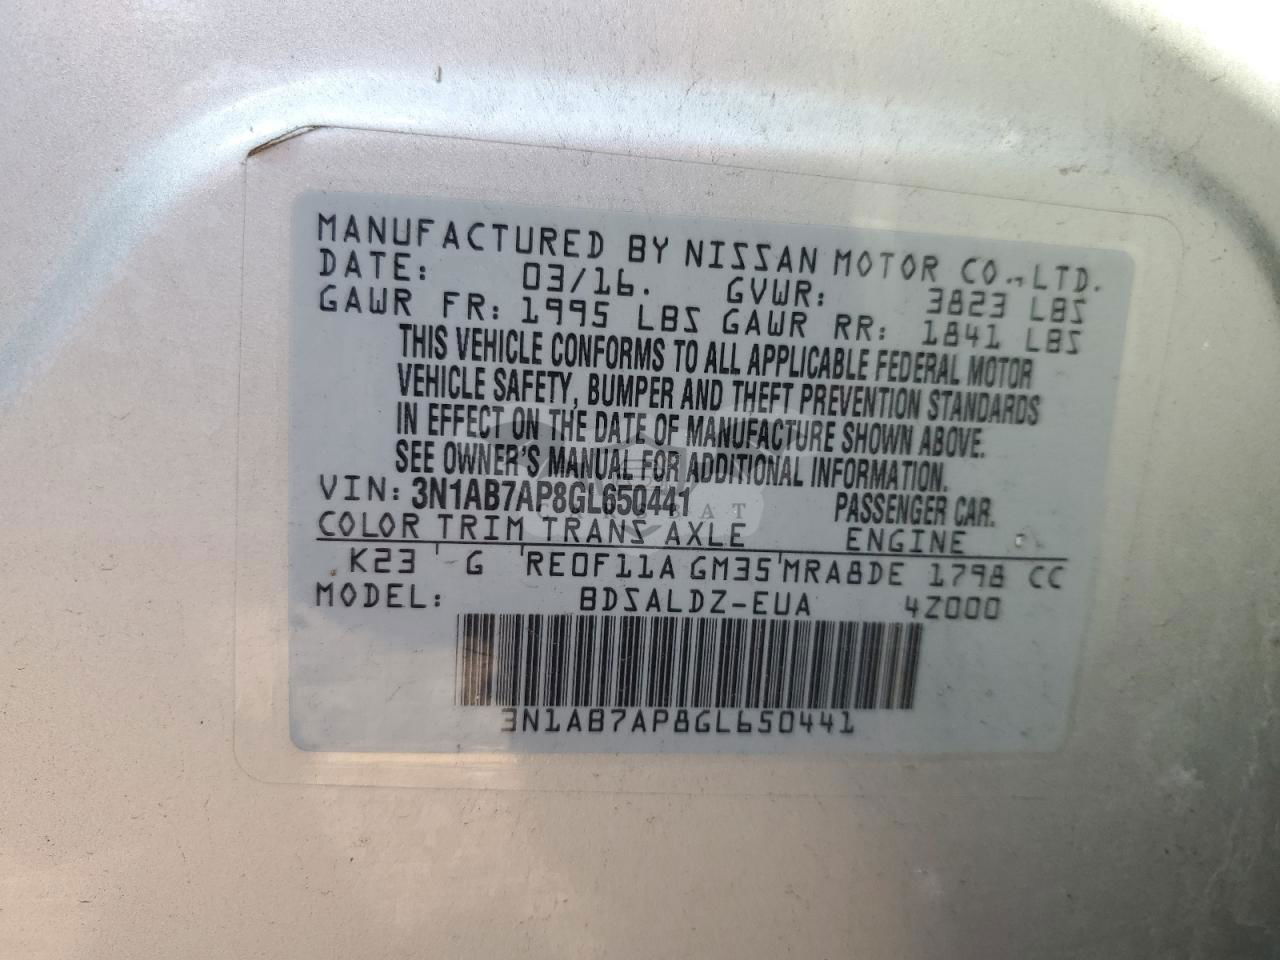 MANUFACTURED BY NISSAN MOTOR CO.,LTD.
DATE: 03/16. GVWR: 3823 LBS
GAWR FR: 1995 LBS GAWR RR: 1841 LBS
THIS VEHICLE CONFORMS TO ALL APPLICABLE FEDERAL MOTOR
VEHICLE SAFETY, BUMPER AND THEFT PREVENTION STANDARDS
IN EFFECT ON THE DATE OF MANUFACTURE SHOWN ABOVE.
SEE OWNER'S MANUAL FOR ADDITIONAL INFORMATION.
VIN: 3N1AB7AP8GL650441 PASSENGER CAR.
COLOR TRIM TRANS AXLE ENGINE
K23 G RE0F11A GM35 MRA8DE 1798 CC
MODEL: BDSALDZ-EUA 4Z000
3N1AB7AP8GL650441